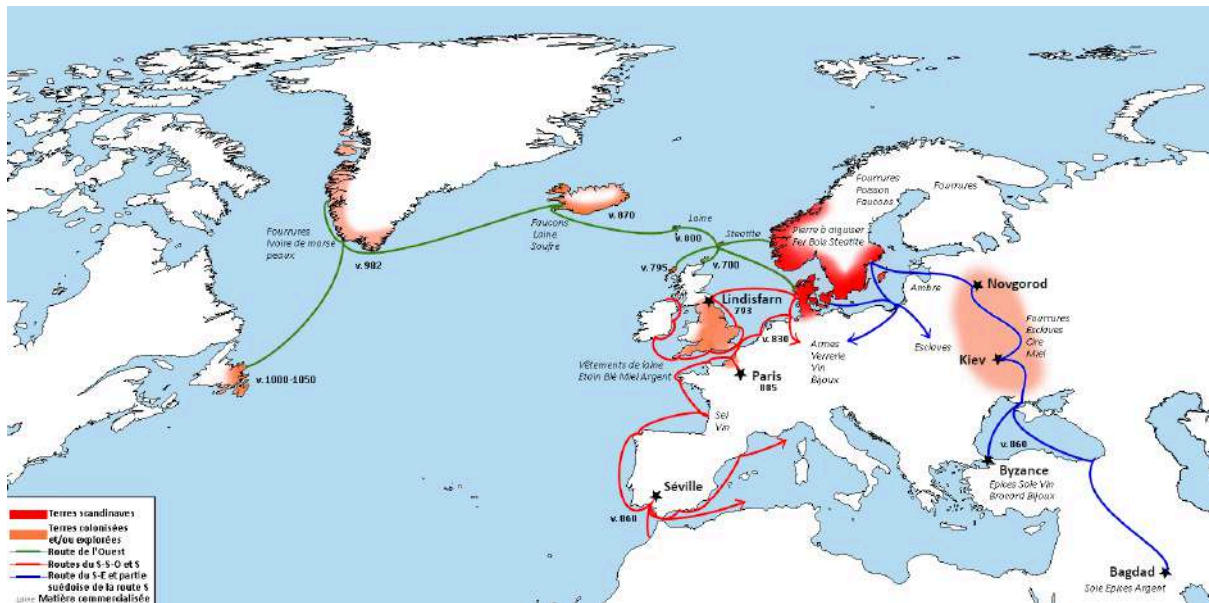 Fourrures
Poisson
Faucons
Fourrures
v. 870
Laine
Faucons
Laine
Soufre
v. 800
Steatite
Pierre à aiguiser
Fer Bois Steatite
Fourrures
Ivoire de morse
peaux
v. 982
v. 795
v. 700
Ambre
Novgorod
Lindisfarn
793
Fourrures
Esclaves
Cire
Miel
v. 830
Armes
Verrerie
Vin
Bijoux
Esclaves
Kiev
Vêtements de laine
Etain Blé Miel Argent
Paris
885
v. 1000-1050
Sel
Vin
v. 860
Byzance
Epices Soie Vin
Brocard Bijoux
Séville
v. 860
Bagdad
Soie Epices Argent
Terres scandinaves
Terres colonisées
et/ou explorées
Route de l'Ouest
Routes du S-S-O et S
Route du S-E et partie
suédoise de la route S
Laine Matière commercialisée